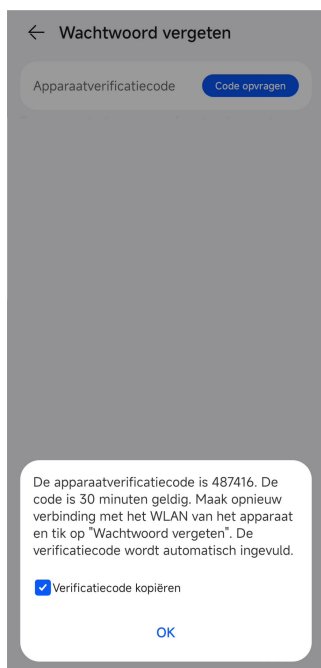 Wachtwoord vergeten
Apparaatverificatiecode
Code opvragen
De apparaatverificatiecode is 487416. De
code is 30 minuten geldig. Maak opnieuw
verbinding met het WLAN van het apparaat
en tik op "Wachtwoord vergeten". De
verificatiecode wordt automatisch ingevuld.
Verificatiecode kopiëren
OK